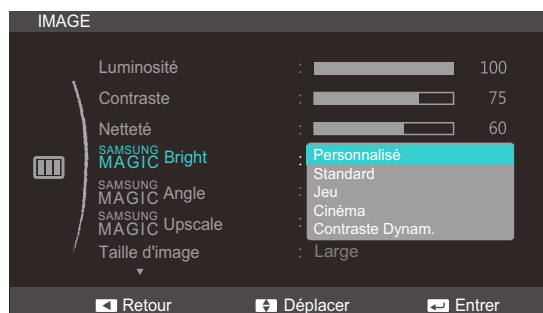 IMAGE
Luminosité : 100
Contraste : 75
Netteté : 60
SAMSUNG MAGIC Bright : Personnalisé
Standard
SAMSUNG MAGIC Angle : Jeu
Cinéma
SAMSUNG MAGIC Upscale : Contraste Dynam.
Taille d'image : Large
Retour Déplacer Entrer